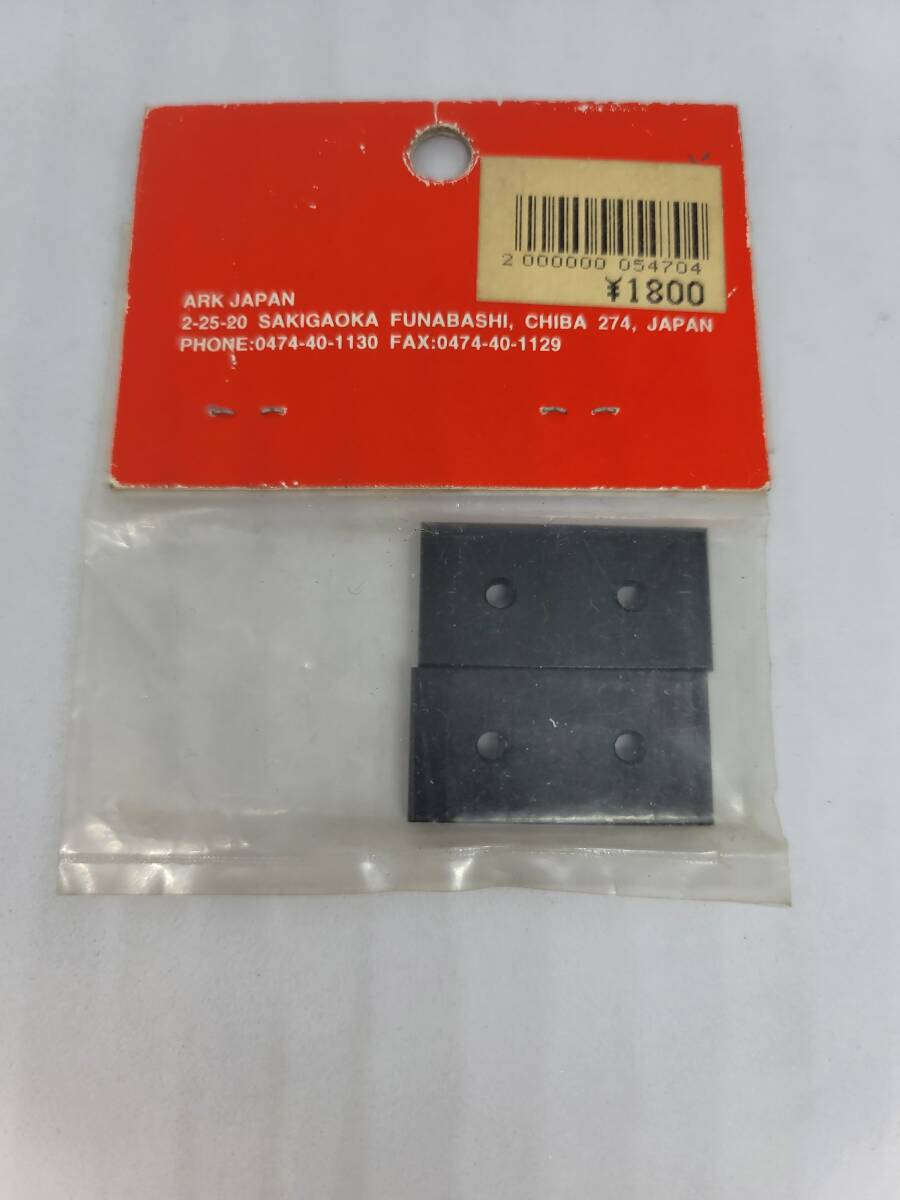 2 000000 054704
¥1800
ARK JAPAN
2-25-20 SAKIGAOKA FUNABASHI, CHIBA 274, JAPAN
PHONE:0474-40-1130 FAX:0474-40-1129